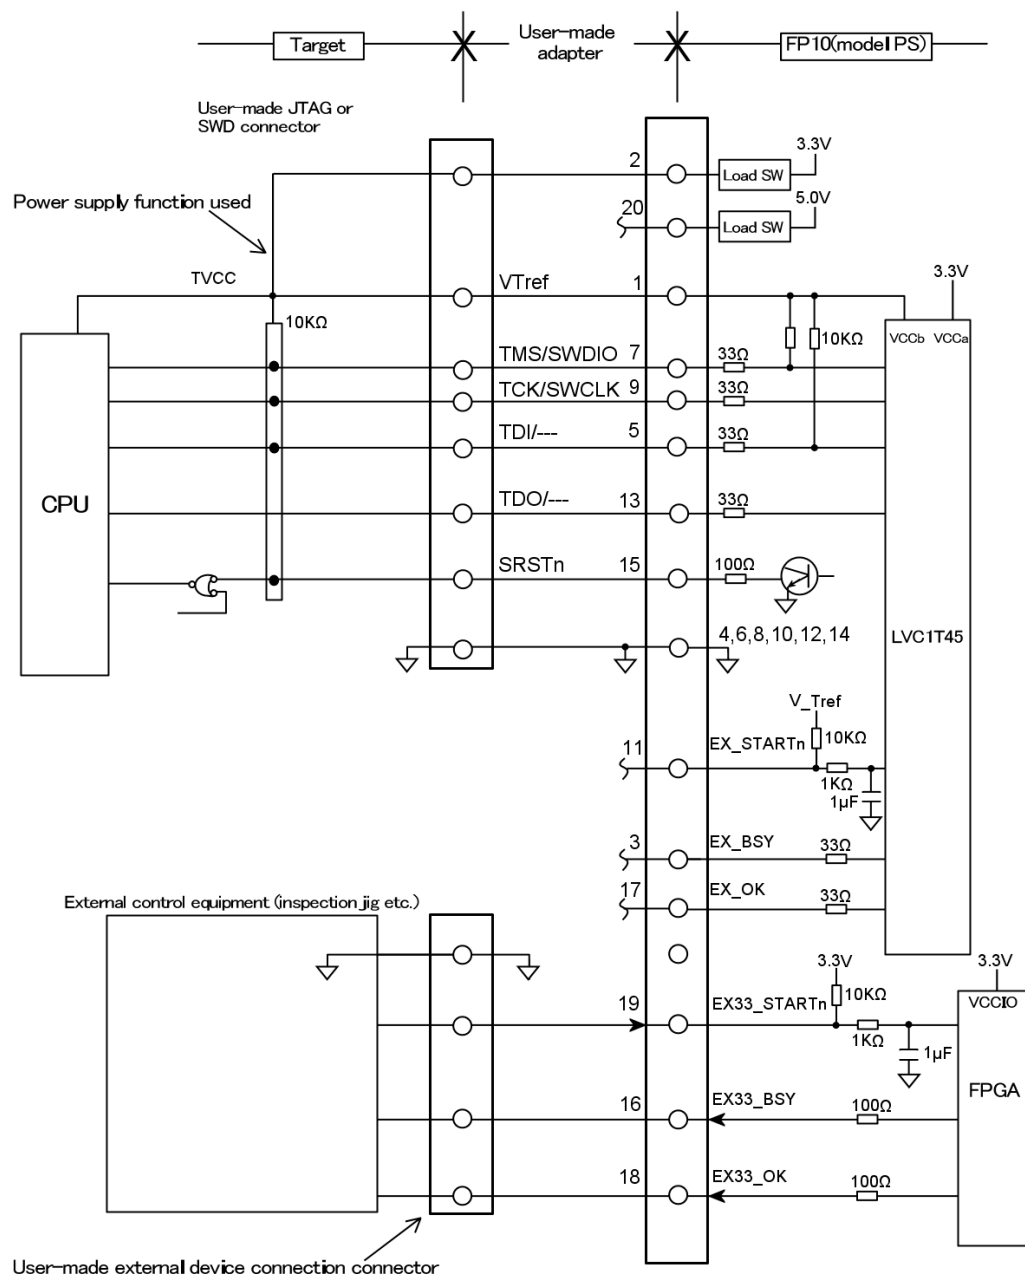 Target
User-made
adapter
FP10(model PS)
User-made JTAG or
SWD connector
2
3.3V
Load SW
Power supply function used
20
5.0V
Load SW
TVCC
VTref
1
3.3V
10KΩ
10KΩ
VCCb VCCa
TMS/SWDIO 7
33Ω
TCK/SWCLK 9
33Ω
TDI/--- 5
33Ω
CPU
TDO/--- 13
33Ω
SRSTn 15
100Ω
4,6,8,10,12,14
LVC1T45
V_Tref
11
EX_STARTn
10KΩ
1KΩ
1μF
3
EX_BSY
33Ω
17
EX_OK
33Ω
External control equipment (inspection jig etc.)
3.3V
3.3V
19
EX33_STARTn
10KΩ
VCCIO
1KΩ
1μF
FPGA
16
EX33_BSY
100Ω
18
EX33_OK
100Ω
User-made external device connection connector